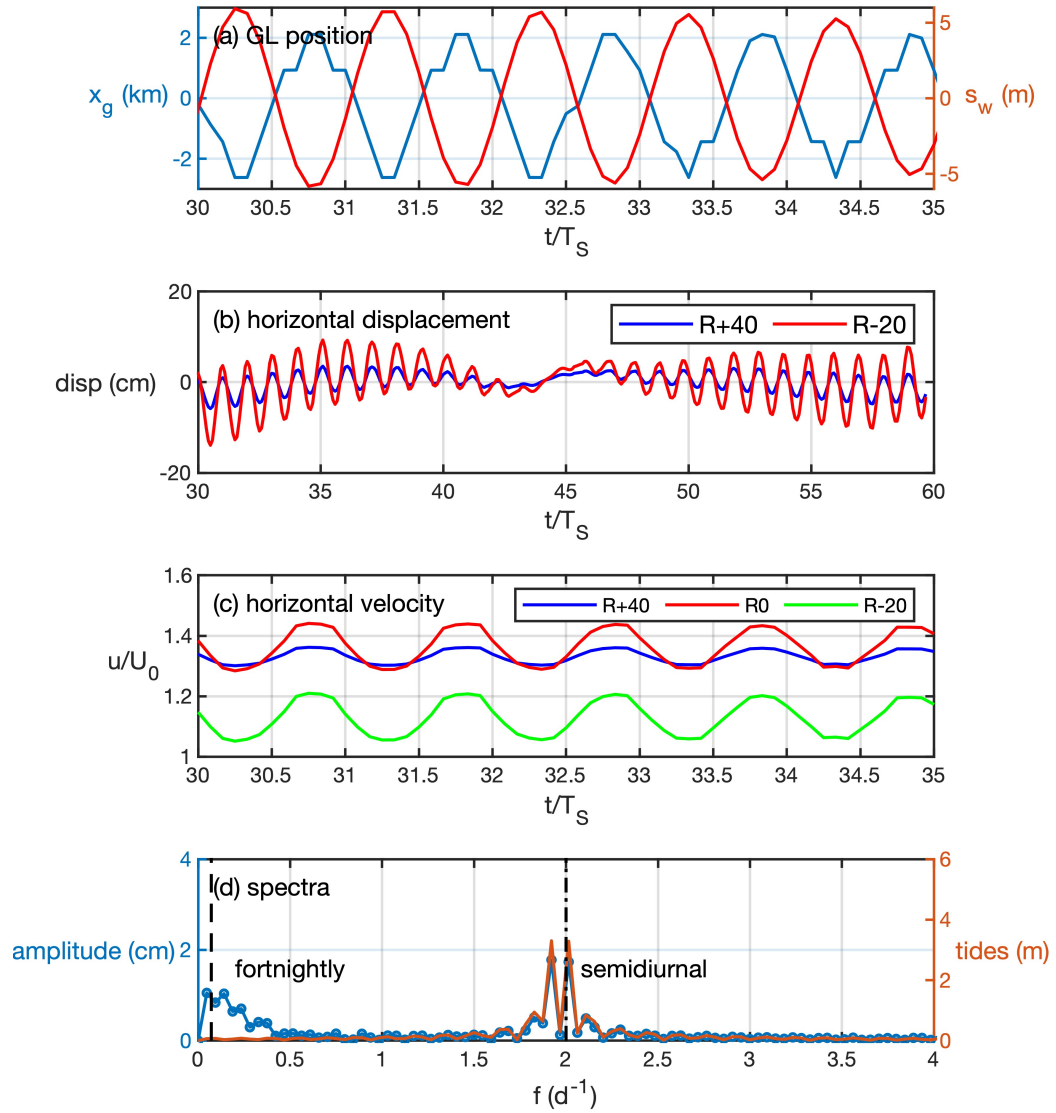 (a) GL position
2
0
-2
5
0
-5
x_g (km)
s_w (m)
30 30.5 31 31.5 32 32.5 33 33.5 34 34.5 35
t/T_S
20
0
-20
(b) horizontal displacement
R+40 R-20
disp (cm)
30 35 40 45 50 55 60
t/T_S
1.6
1.4
1.2
1
(c) horizontal velocity
R+40 R0 R-20
u/U_0
30 30.5 31 31.5 32 32.5 33 33.5 34 34.5 35
t/T_S
4
2
0
6
4
2
0
(d) spectra
amplitude (cm)
tides (m)
fortnightly
semidiurnal
0 0.5 1 1.5 2 2.5 3 3.5 4
f (d^-1)